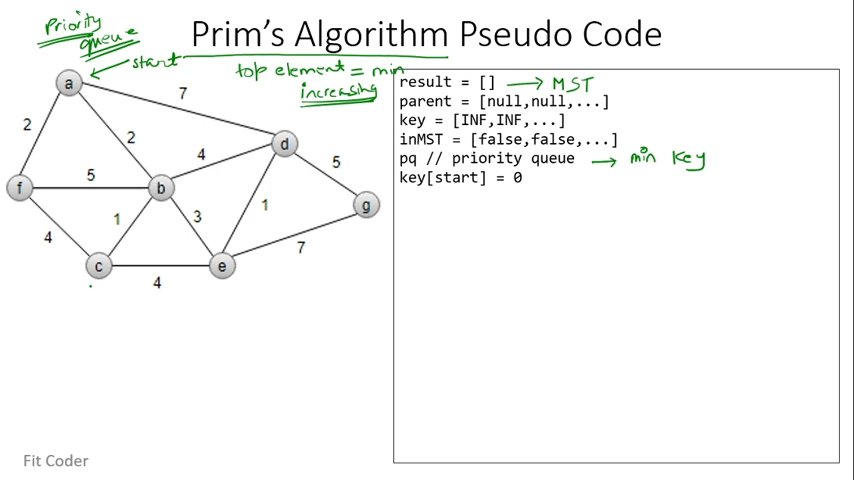 Prim's Algorithm Pseudo Code
Priority
queue
start
top element = min
increasing
a
7
2
2
d
4
5
f
5
b
g
1
3
1
4
7
c
e
4
result = [] → MST
parent = [null,null,...]
key = [INF,INF,...]
inMST = [false,false,...]
pq // priority queue → min key
key[start] = 0
Fit Coder